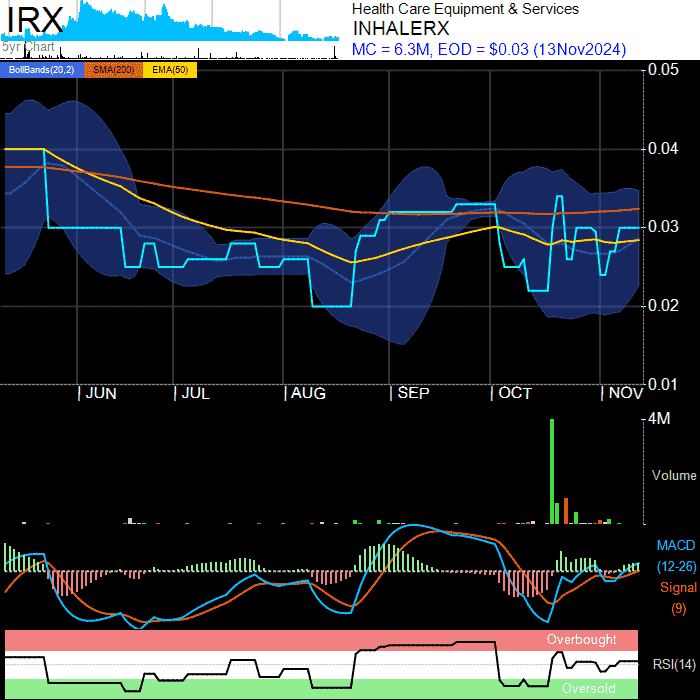 IRX
5yr Chart
Health Care Equipment & Services
INHALERX
MC = 6.3M, EOD = $0.03 (13Nov2024)
BollBands(20,2) SMA(200) EMA(50)
0.05
0.04
0.03
0.02
0.01
| JUN | JUL | AUG | SEP | OCT | NOV
4M
Volume
MACD
(12-26)
Signal
(9)
Overbought
RSI(14)
Oversold